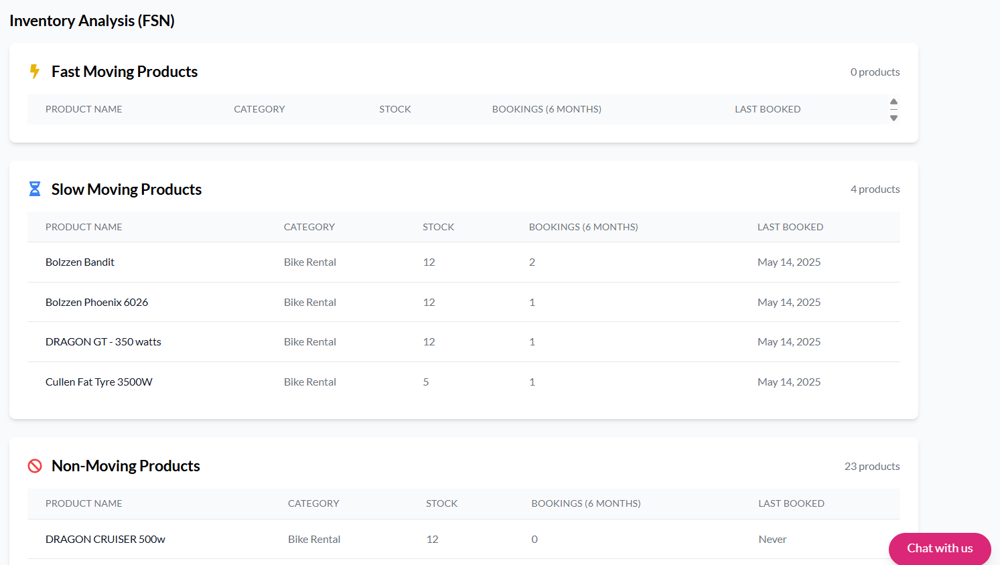 Inventory Analysis (FSN)
Fast Moving Products
0 products
PRODUCT NAME CATEGORY STOCK BOOKINGS (6 MONTHS) LAST BOOKED
Slow Moving Products
4 products
PRODUCT NAME CATEGORY STOCK BOOKINGS (6 MONTHS) LAST BOOKED
Bolzzen Bandit Bike Rental 12 2 May 14, 2025
Bolzzen Phoenix 6026 Bike Rental 12 1 May 14, 2025
DRAGON GT - 350 watts Bike Rental 12 1 May 14, 2025
Cullen Fat Tyre 3500W Bike Rental 5 1 May 14, 2025
Non-Moving Products
23 products
PRODUCT NAME CATEGORY STOCK BOOKINGS (6 MONTHS) LAST BOOKED
DRAGON CRUISER 500w Bike Rental 12 0 Never
Chat with us